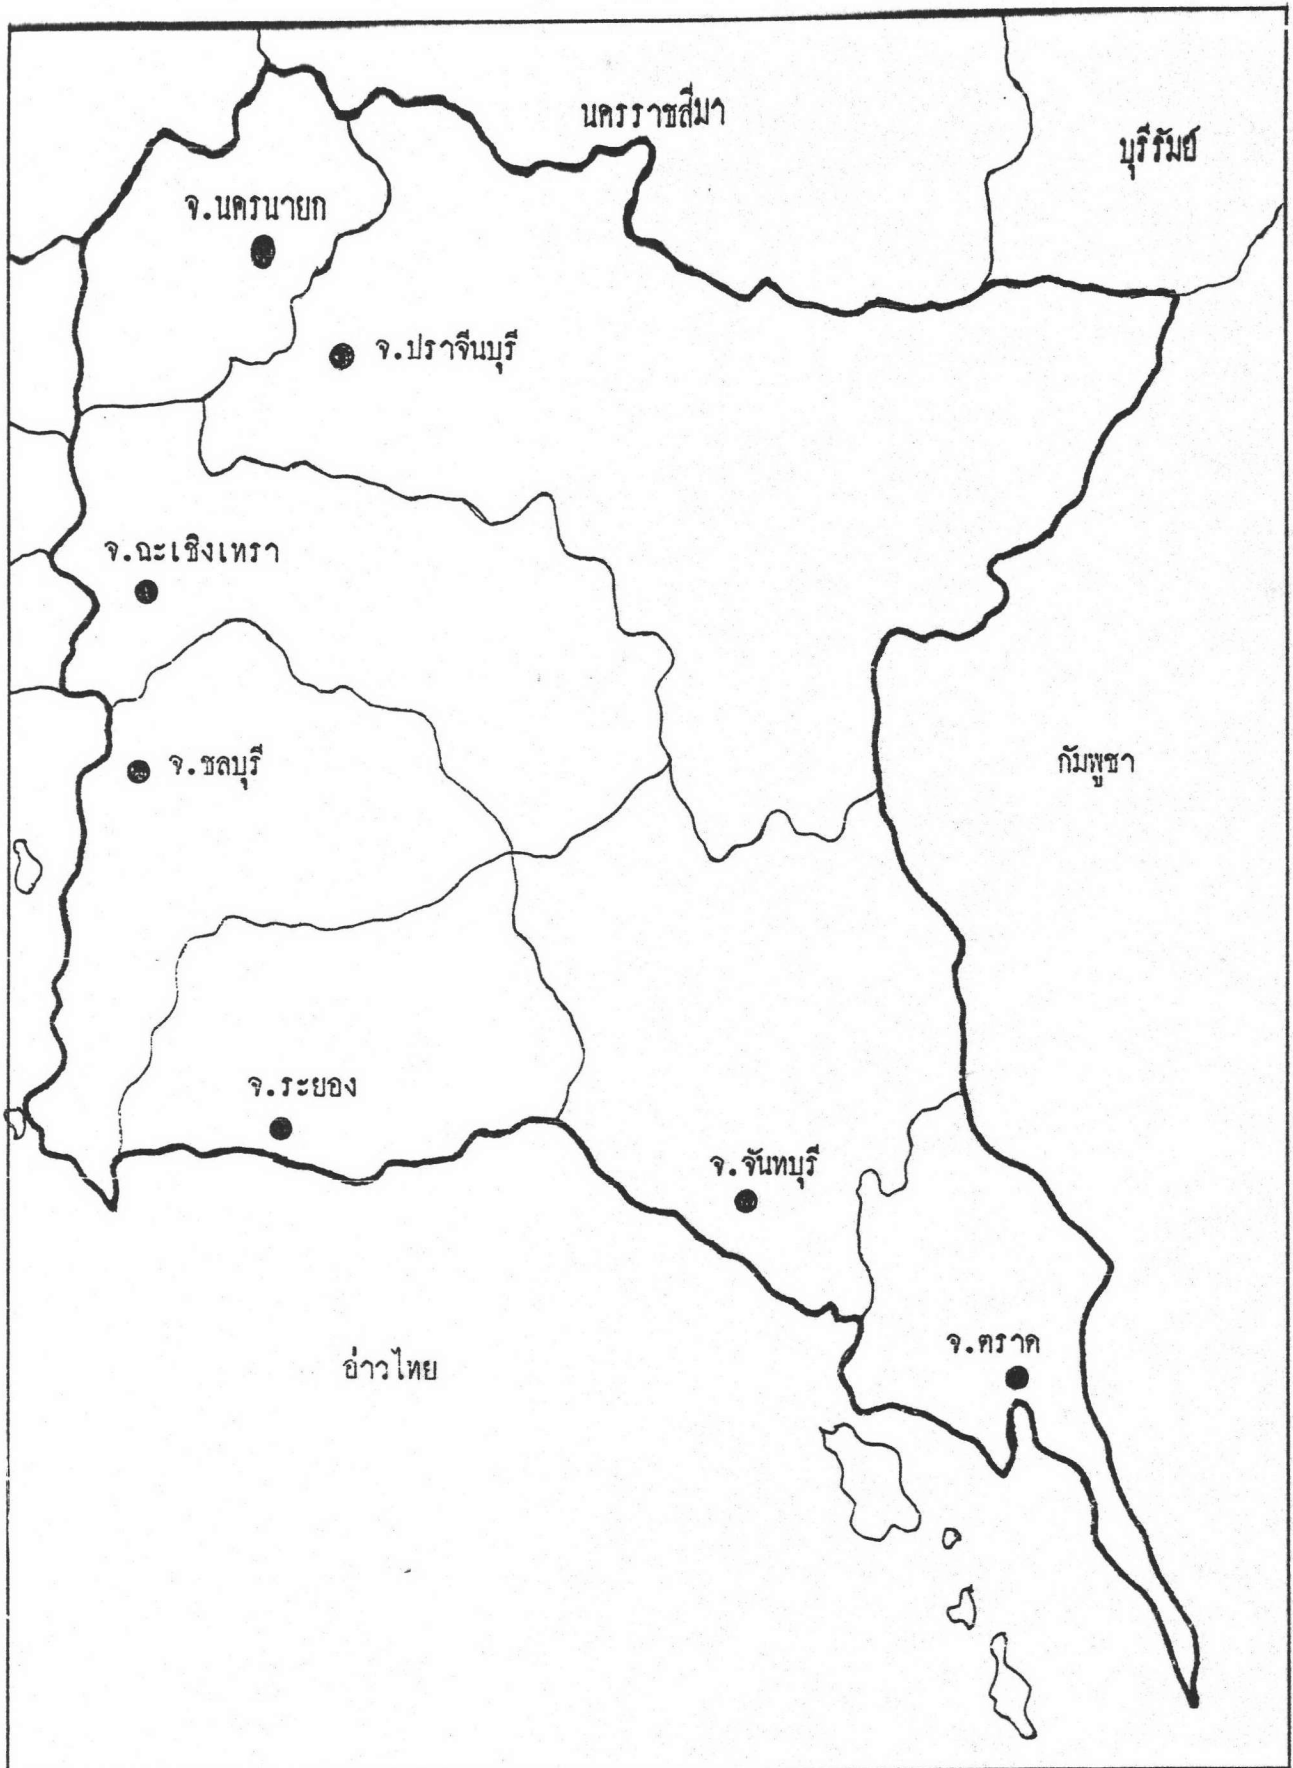 นครราชสีมา
บุรีรัมย์
จ.นครนายก
จ.ปราจีนบุรี
จ.ฉะเชิงเทรา
จ.ชลบุรี
กัมพูชา
จ.ระยอง
จ.จันทบุรี
จ.ตราด
อ่าวไทย